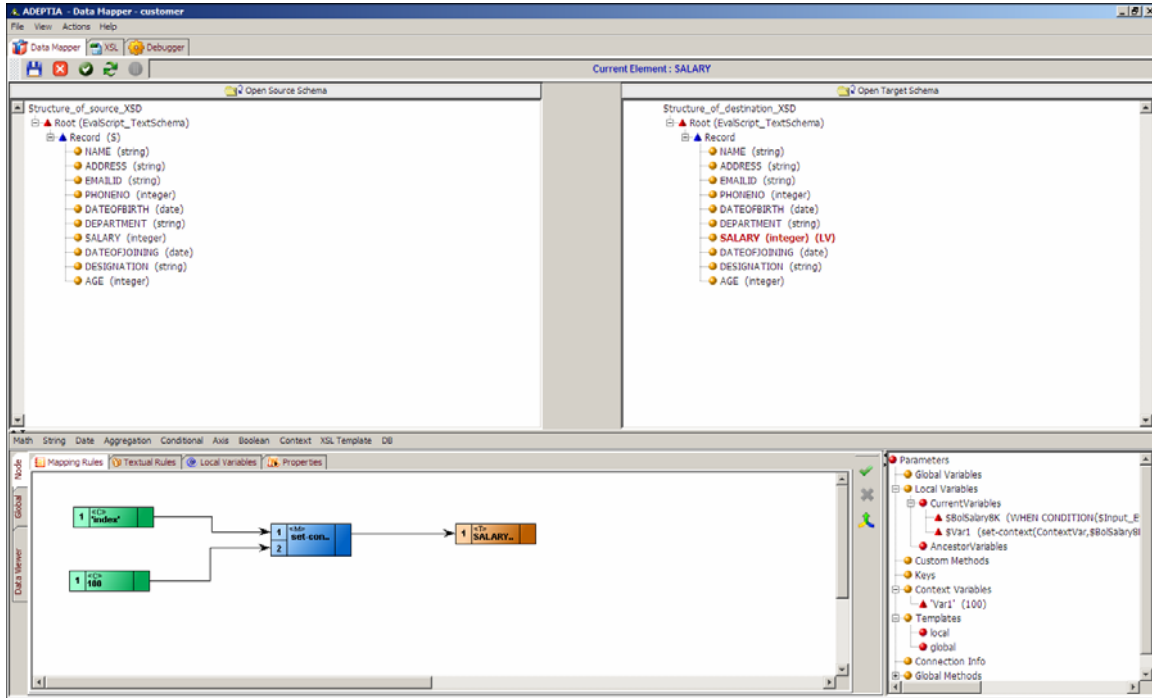 ADEPTIA - Data Mapper - customer
File View Actions Help
Data Mapper XSL Debugger
Current Element : SALARY
Open Source Schema
Open Target Schema
Structure_of_source_XSD
Root (EvalScript_TextSchema)
Record ($)
NAME (string)
ADDRESS (string)
EMAILID (string)
PHONENO (integer)
DATEOFBIRTH (date)
DEPARTMENT (string)
SALARY (integer)
DATEOFJOINING (date)
DESIGNATION (string)
AGE (integer)
Structure_of_destination_XSD
Root (EvalScript_TextSchema)
Record
NAME (string)
ADDRESS (string)
EMAILID (string)
PHONENO (integer)
DATEOFBIRTH (date)
DEPARTMENT (string)
SALARY (integer) (LV)
DATEOFJOINING (date)
DESIGNATION (string)
AGE (integer)
Math String Date Aggregation Conditional Axis Boolean Context XSL Template DB
Node
Global
Data Viewer
Mapping Rules Textual Rules Local Variables Properties
1 <C> 'index'
1 <C> 100
1 <M> set-con..
2
1 <T> SALARY..
Parameters
Global Variables
Local Variables
CurrentVariables
$BolSalary8K (WHEN CONDITION($Input_E
$Var1 (set-context(ContextVar,$BolSalary8
AncestorVariables
Custom Methods
Keys
Context Variables
'Var1' (100)
Templates
local
global
Connection Info
Global Methods